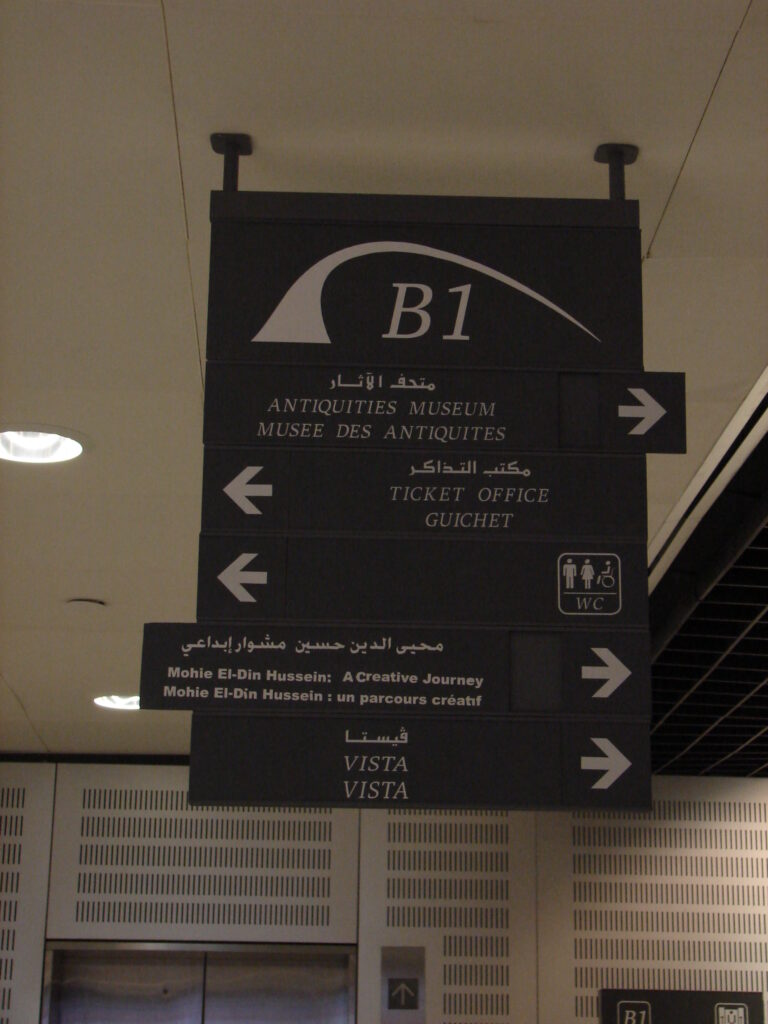 B1
متحف الآثار
ANTIQUITIES MUSEUM
MUSEE DES ANTIQUITES
مكتب التذاكر
TICKET OFFICE
GUICHET
WC
محيى الدين حسين مشوار إبداعي
Mohie El-Din Hussein: A Creative Journey
Mohie El-Din Hussein : un parcours créatif
ڤيستا
VISTA
VISTA
B1